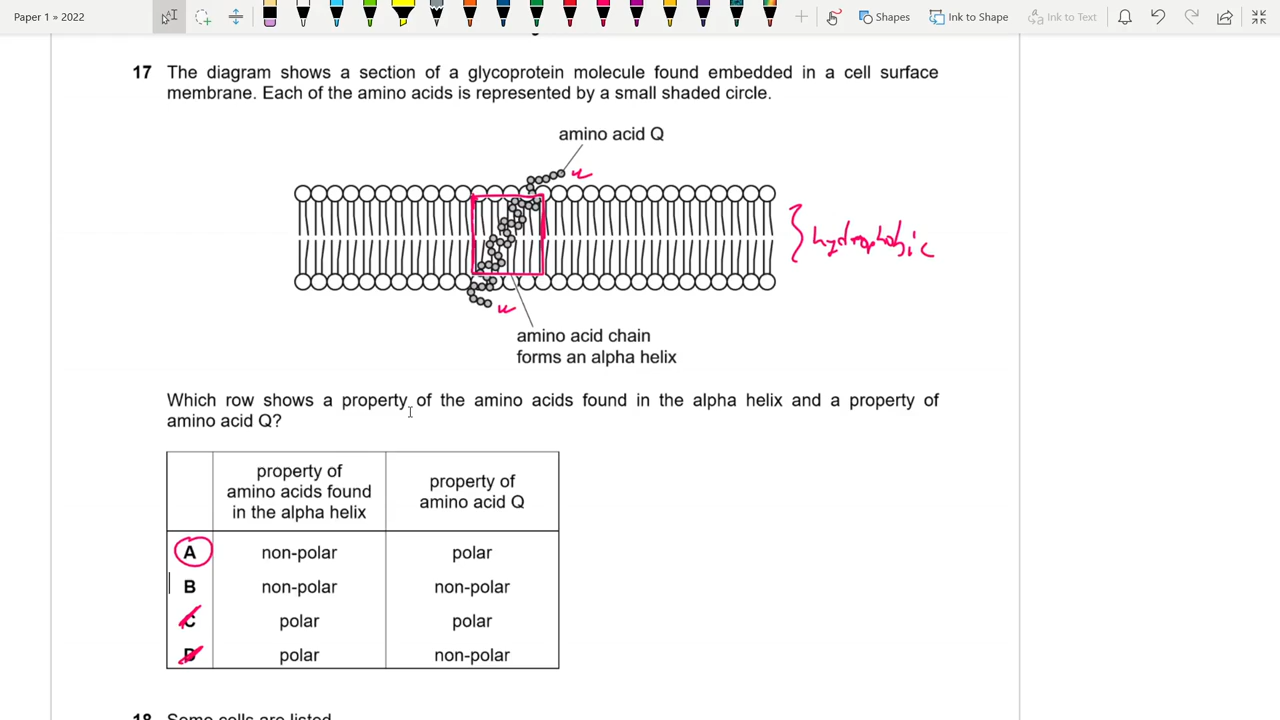 Paper 1 » 2022
Shapes
Ink to Shape
Ink to Text
17 The diagram shows a section of a glycoprotein molecule found embedded in a cell surface
membrane. Each of the amino acids is represented by a small shaded circle.
amino acid Q
hydrophobic
amino acid chain
forms an alpha helix
Which row shows a property of the amino acids found in the alpha helix and a property of
amino acid Q?
property of
amino acids found
in the alpha helix
property of
amino acid Q
A non-polar polar
B non-polar non-polar
C polar polar
D polar non-polar
18 Some cells are listed